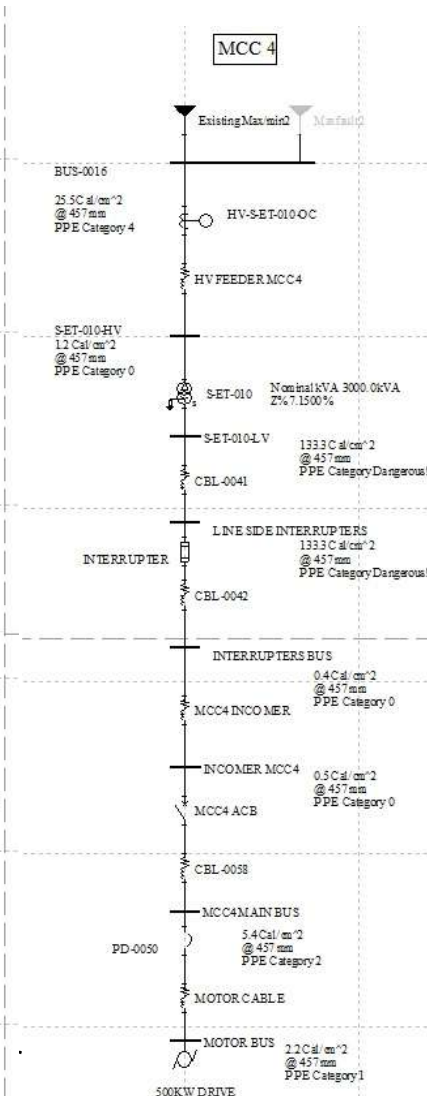 MCC 4
Existing Max/min2
Maxfault2
BUS-0016
25.5Cal/cm^2
@ 457mm
PPE Category 4
HV-S-ET-010-OC
HV FEEDER MCC4
S-ET-010-HV
1.2 Cal/cm^2
@ 457mm
PPE Category 0
S-ET-010
s
Nominal kVA 3000.0kVA
Z% 7.1500 %
S-ET-010-LV
133.3 Cal/cm^2
@ 457mm
PPE Category Dangerous!
CBL-0041
LINE SIDE INTERRUPTERS
133.3 Cal/cm^2
@ 457mm
PPE Category Dangerous!
INTERRUPTER
CBL-0042
INTERRUPTERS BUS
0.4 Cal/cm^2
@ 457mm
PPE Category 0
MCC4 INCOMER
INCOMER MCC4
0.5 Cal/cm^2
@ 457mm
PPE Category 0
MCC4 ACB
CBL-0058
MCC4 MAIN BUS
5.4 Cal/cm^2
@ 457mm
PPE Category 2
PD-0050
MOTOR CABLE
MOTOR BUS
2.2 Cal/cm^2
@ 457mm
PPE Category 1
500KW DRIVE